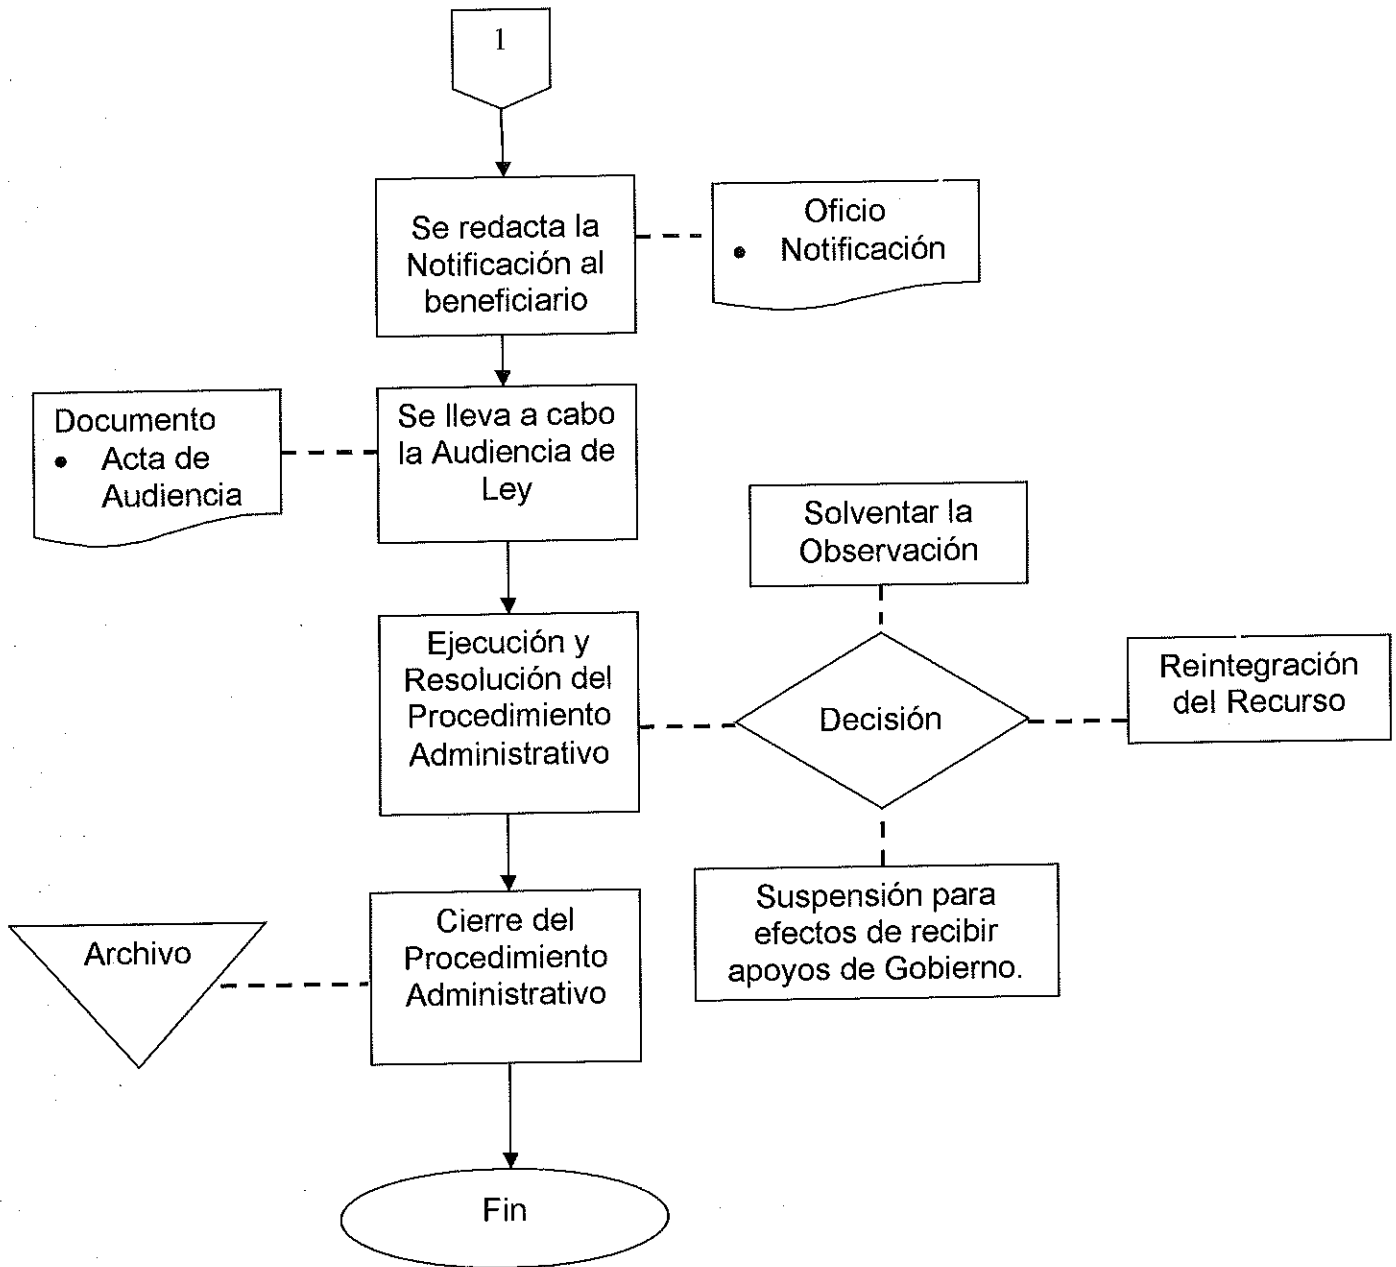 1
Se redacta la
Notificación al
beneficiario
Oficio
• Notificación
Documento
• Acta de
Audiencia
Se lleva a cabo
la Audiencia de
Ley
Solventar la
Observación
Ejecución y
Resolución del
Procedimiento
Administrativo
Decisión
Reintegración
del Recurso
Suspensión para
efectos de recibir
apoyos de Gobierno.
Archivo
Cierre del
Procedimiento
Administrativo
Fin